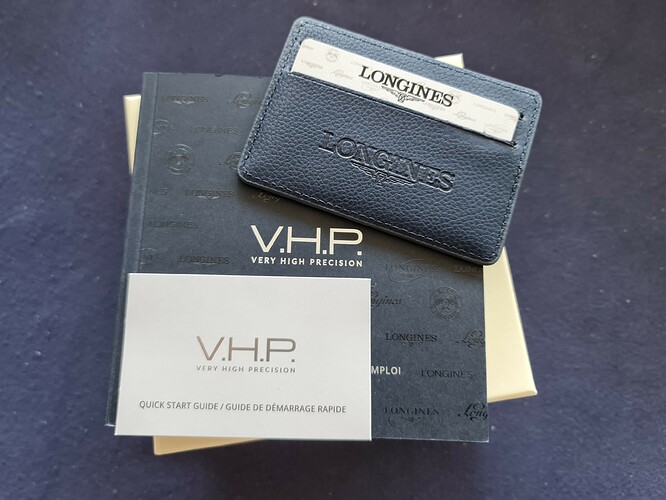 LONGINES
LONGINES
V.H.P.
VERY HIGH PRECISION
LONGINES
LONGINES
EMPLOI
LONGINES
LONGINES
V.H.P.
VERY HIGH PRECISION
QUICK START GUIDE / GUIDE DE DÉMARRAGE RAPIDE